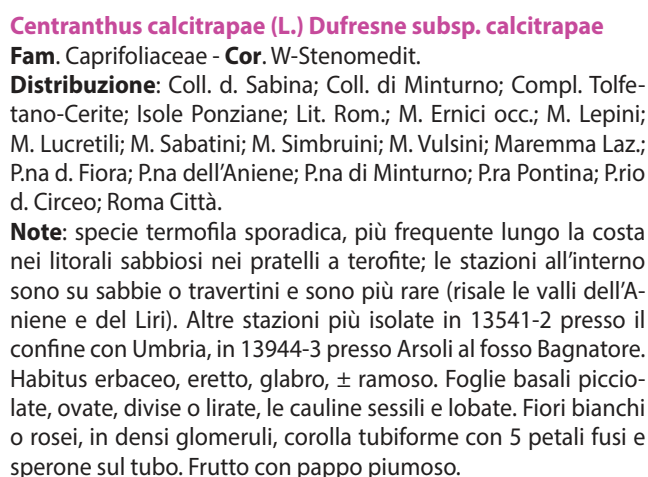 Centranthus calcitrapae (L.) Dufresne subsp. calcitrapae
Fam. Caprifoliaceae - Cor. W-Stenomedit.
Distribuzione: Coll. d. Sabina; Coll. di Minturno; Compl. Tolfe-
tano-Cerite; Isole Ponziane; Lit. Rom.; M. Ernici occ.; M. Lepini;
M. Lucretili; M. Sabatini; M. Simbruini; M. Vulsini; Maremma Laz.;
P.na d. Fiora; P.na dell'Aniene; P.na di Minturno; P.ra Pontina; P.rio
d. Circeo; Roma Città.
Note: specie termofila sporadica, più frequente lungo la costa
nei litorali sabbiosi nei pratelli a terofite; le stazioni all'interno
sono su sabbie o travertini e sono più rare (risale le valli dell'A-
niene e del Liri). Altre stazioni più isolate in 13541-2 presso il
confine con Umbria, in 13944-3 presso Arsoli al fosso Bagnatore.
Habitus erbaceo, eretto, glabro, ± ramoso. Foglie basali piccio-
late, ovate, divise o lirate, le cauline sessili e lobate. Fiori bianchi
o rosei, in densi glomeruli, corolla tubiforme con 5 petali fusi e
sperone sul tubo. Frutto con pappo piumoso.